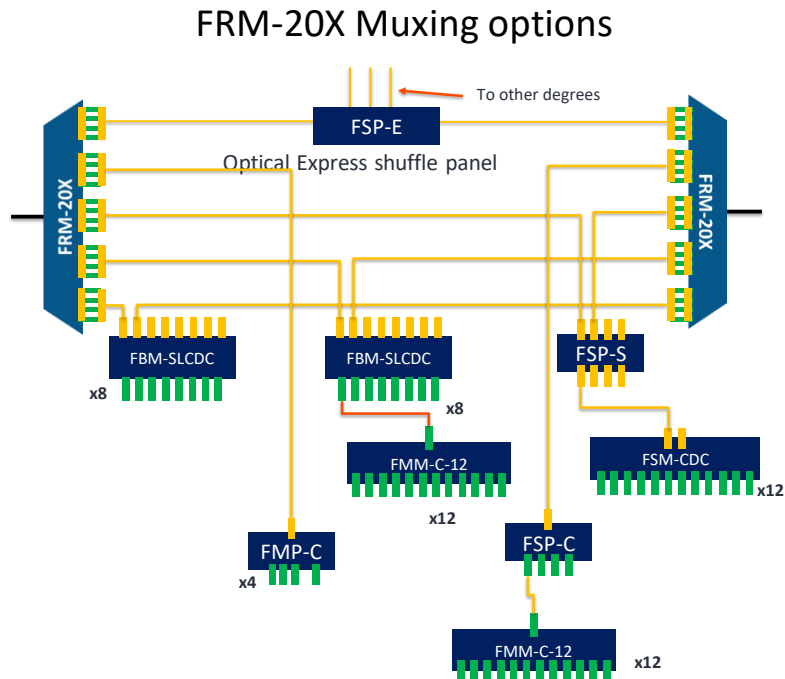 FRM-20X Muxing options
To other degrees
FSP-E
Optical Express shuffle panel
FRM-20X
FRM-20X
FBM-SLCDC
x8
FBM-SLCDC
x8
FSP-S
FMM-C-12
x12
FSM-CDC
x12
FMP-C
x4
FSP-C
FMM-C-12
x12